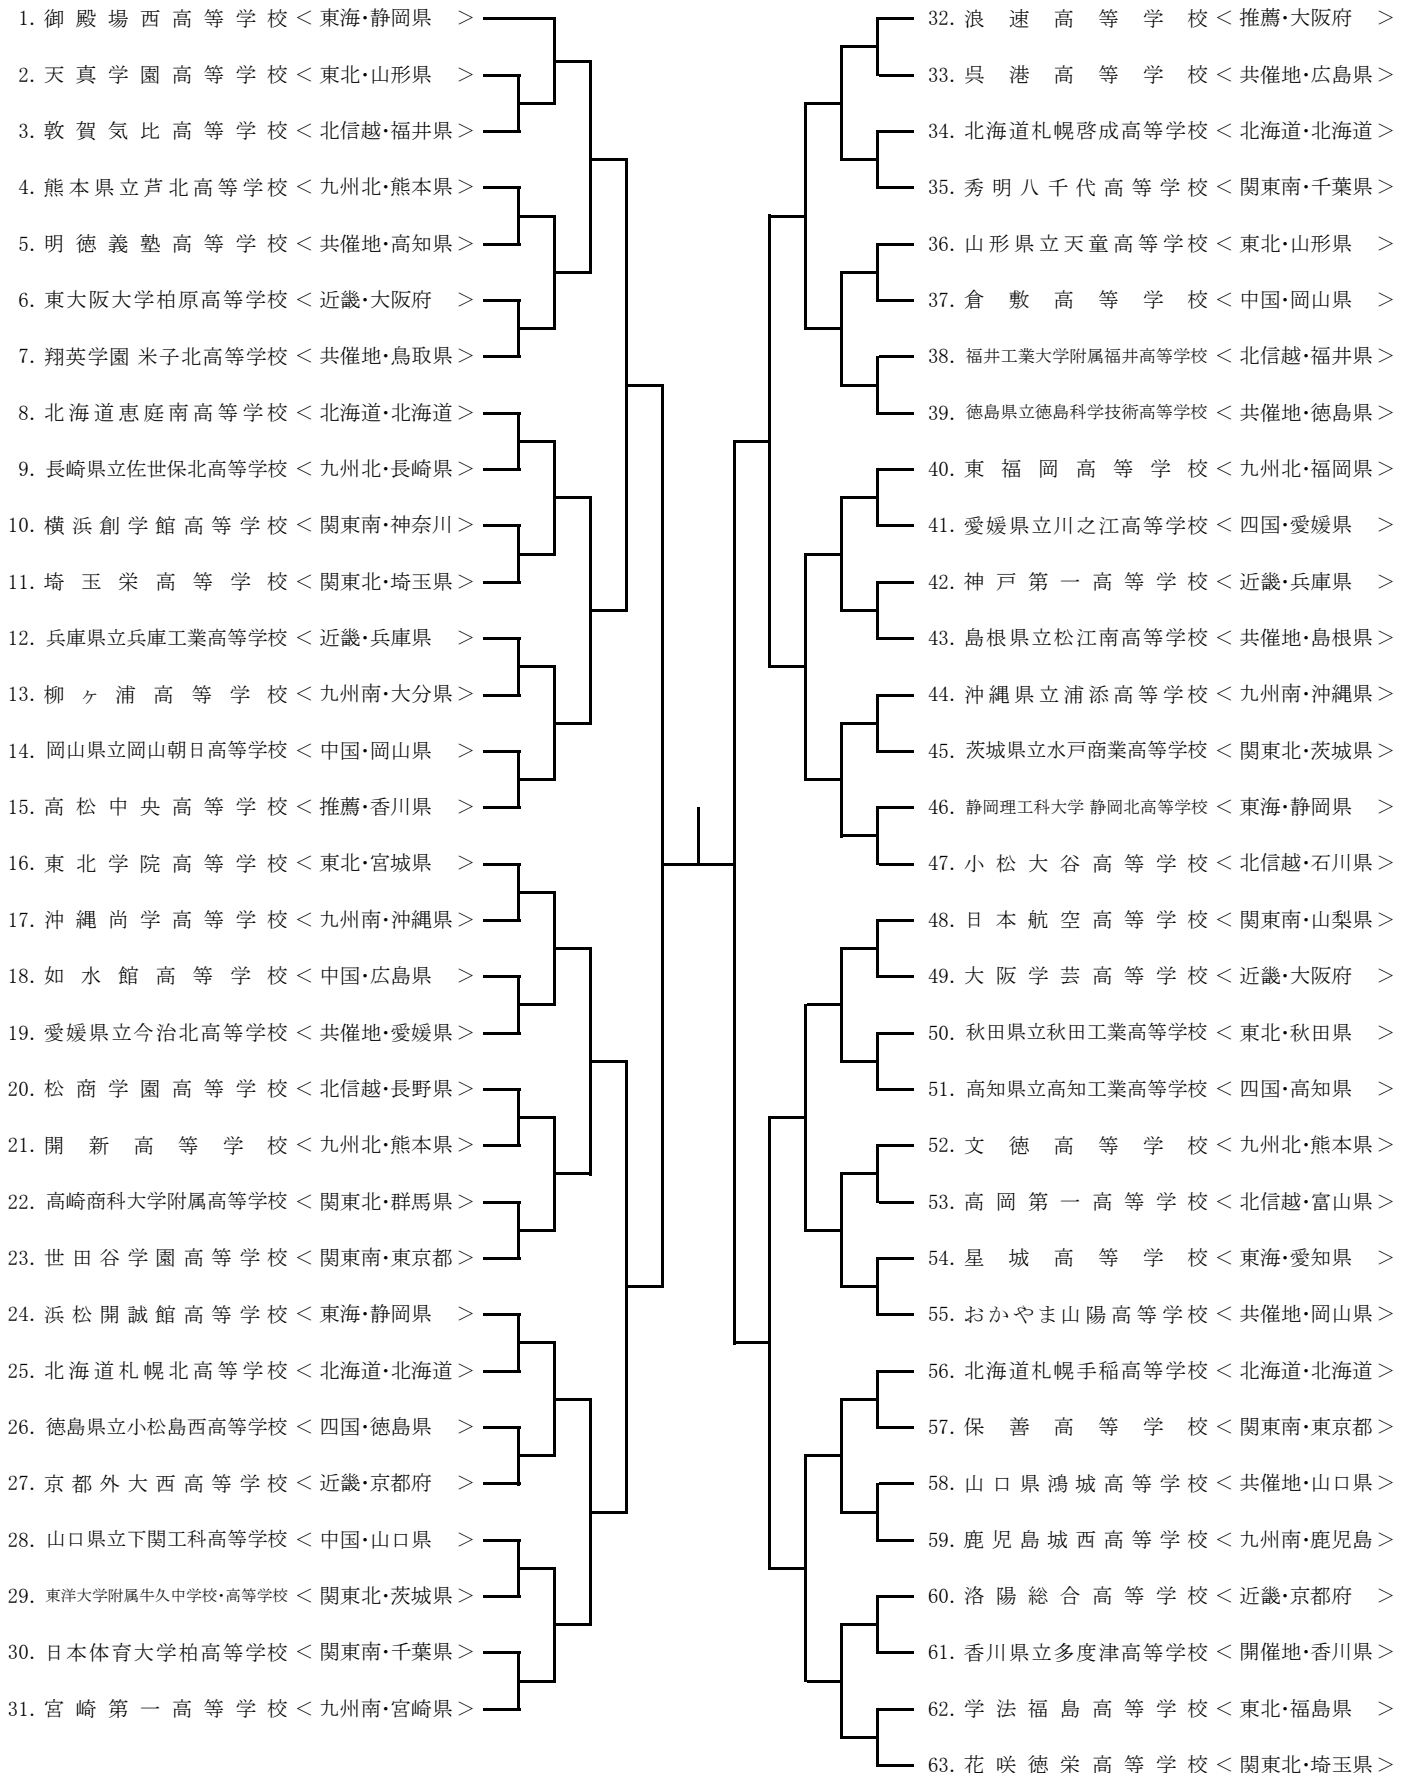 1. 御殿場西高等学校 < 東海・静岡県 >
2. 天真学園高等学校 < 東北・山形県 >
3. 敦賀気比高等学校 < 北信越・福井県 >
4. 熊本県立芦北高等学校 < 九州北・熊本県 >
5. 明徳義塾高等学校 < 共催地・高知県 >
6. 東大阪大学柏原高等学校 < 近畿・大阪府 >
7. 翔英学園 米子北高等学校 < 共催地・鳥取県 >
8. 北海道恵庭南高等学校 < 北海道・北海道 >
9. 長崎県立佐世保北高等学校 < 九州北・長崎県 >
10. 横浜創学館高等学校 < 関東南・神奈川 >
11. 埼玉栄高等学校 < 関東北・埼玉県 >
12. 兵庫県立兵庫工業高等学校 < 近畿・兵庫県 >
13. 柳ヶ浦高等学校 < 九州南・大分県 >
14. 岡山県立岡山朝日高等学校 < 中国・岡山県 >
15. 高松中央高等学校 < 推薦・香川県 >
16. 東北学院高等学校 < 東北・宮城県 >
17. 沖縄尚学高等学校 < 九州南・沖縄県 >
18. 如水館高等学校 < 中国・広島県 >
19. 愛媛県立今治北高等学校 < 共催地・愛媛県 >
20. 松商学園高等学校 < 北信越・長野県 >
21. 開新高等学校 < 九州北・熊本県 >
22. 高崎商科大学附属高等学校 < 関東北・群馬県 >
23. 世田谷学園高等学校 < 関東南・東京都 >
24. 浜松開誠館高等学校 < 東海・静岡県 >
25. 北海道札幌北高等学校 < 北海道・北海道 >
26. 徳島県立小松島西高等学校 < 四国・徳島県 >
27. 京都外大西高等学校 < 近畿・京都府 >
28. 山口県立下関工科高等学校 < 中国・山口県 >
29. 東洋大学附属牛久中学校・高等学校 < 関東北・茨城県 >
30. 日本体育大学柏高等学校 < 関東南・千葉県 >
31. 宮崎第一高等学校 < 九州南・宮崎県 >
32. 浪速高等学校 < 推薦・大阪府 >
33. 呉港高等学校 < 共催地・広島県 >
34. 北海道札幌啓成高等学校 < 北海道・北海道 >
35. 秀明八千代高等学校 < 関東南・千葉県 >
36. 山形県立天童高等学校 < 東北・山形県 >
37. 倉敷高等学校 < 中国・岡山県 >
38. 福井工業大学附属福井高等学校 < 北信越・福井県 >
39. 徳島県立徳島科学技術高等学校 < 共催地・徳島県 >
40. 東福岡高等学校 < 九州北・福岡県 >
41. 愛媛県立川之江高等学校 < 四国・愛媛県 >
42. 神戸第一高等学校 < 近畿・兵庫県 >
43. 島根県立松江南高等学校 < 共催地・島根県 >
44. 沖縄県立浦添高等学校 < 九州南・沖縄県 >
45. 茨城県立水戸商業高等学校 < 関東北・茨城県 >
46. 静岡理工科大学 静岡北高等学校 < 東海・静岡県 >
47. 小松大谷高等学校 < 北信越・石川県 >
48. 日本航空高等学校 < 関東南・山梨県 >
49. 大阪学芸高等学校 < 近畿・大阪府 >
50. 秋田県立秋田工業高等学校 < 東北・秋田県 >
51. 高知県立高知工業高等学校 < 四国・高知県 >
52. 文徳高等学校 < 九州北・熊本県 >
53. 高岡第一高等学校 < 北信越・富山県 >
54. 星城高等学校 < 東海・愛知県 >
55. おかやま山陽高等学校 < 共催地・岡山県 >
56. 北海道札幌手稲高等学校 < 北海道・北海道 >
57. 保善高等学校 < 関東南・東京都 >
58. 山口県鴻城高等学校 < 共催地・山口県 >
59. 鹿児島城西高等学校 < 九州南・鹿児島 >
60. 洛陽総合高等学校 < 近畿・京都府 >
61. 香川県立多度津高等学校 < 開催地・香川県 >
62. 学法福島高等学校 < 東北・福島県 >
63. 花咲徳栄高等学校 < 関東北・埼玉県 >